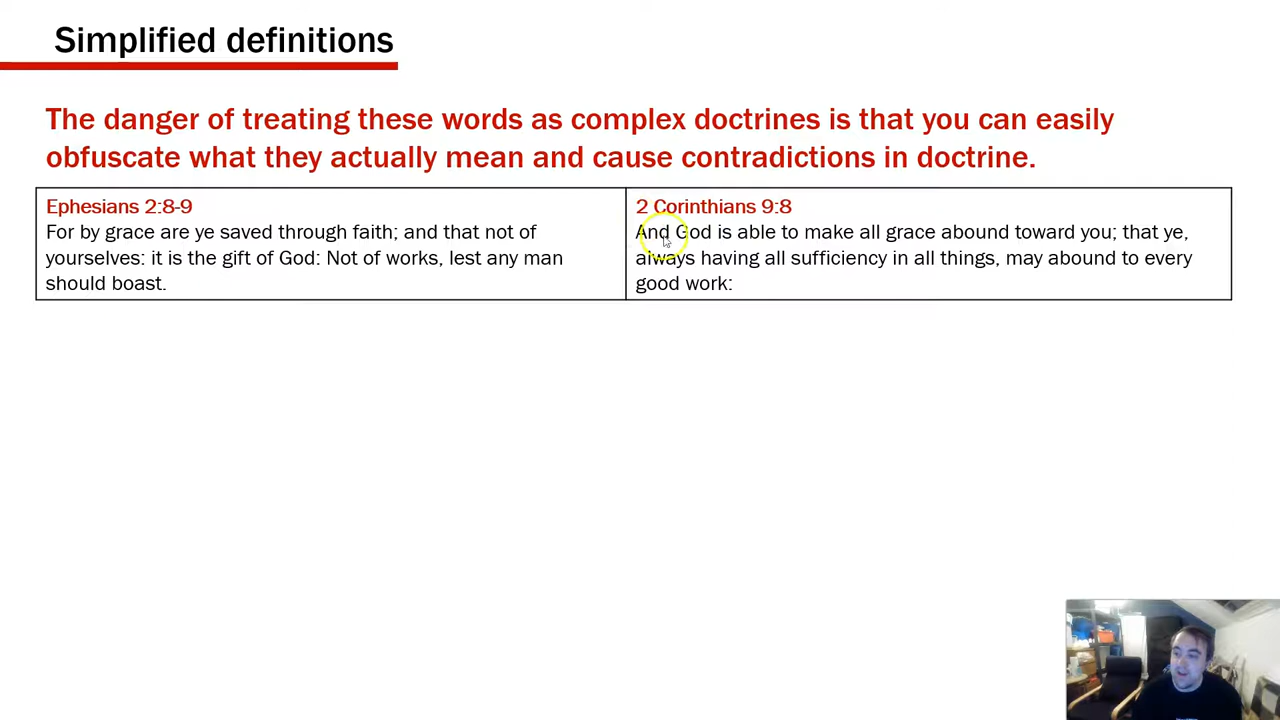 Simplified definitions
The danger of treating these words as complex doctrines is that you can easily
obfuscate what they actually mean and cause contradictions in doctrine.
Ephesians 2:8-9
For by grace are ye saved through faith; and that not of
yourselves: it is the gift of God: Not of works, lest any man
should boast.
2 Corinthians 9:8
And God is able to make all grace abound toward you; that ye,
always having all sufficiency in all things, may abound to every
good work: